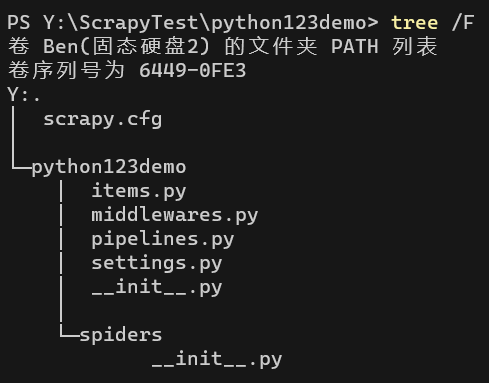 PS Y:\ScrapyTest\python123demo> tree /F
卷 Ben(固态硬盘2) 的文件夹 PATH 列表
卷序列号为 6449-0FE3
Y:.
│  scrapy.cfg
│
└─python123demo
    │  items.py
    │  middlewares.py
    │  pipelines.py
    │  settings.py
    │  __init__.py
    │
    └─spiders
            __init__.py